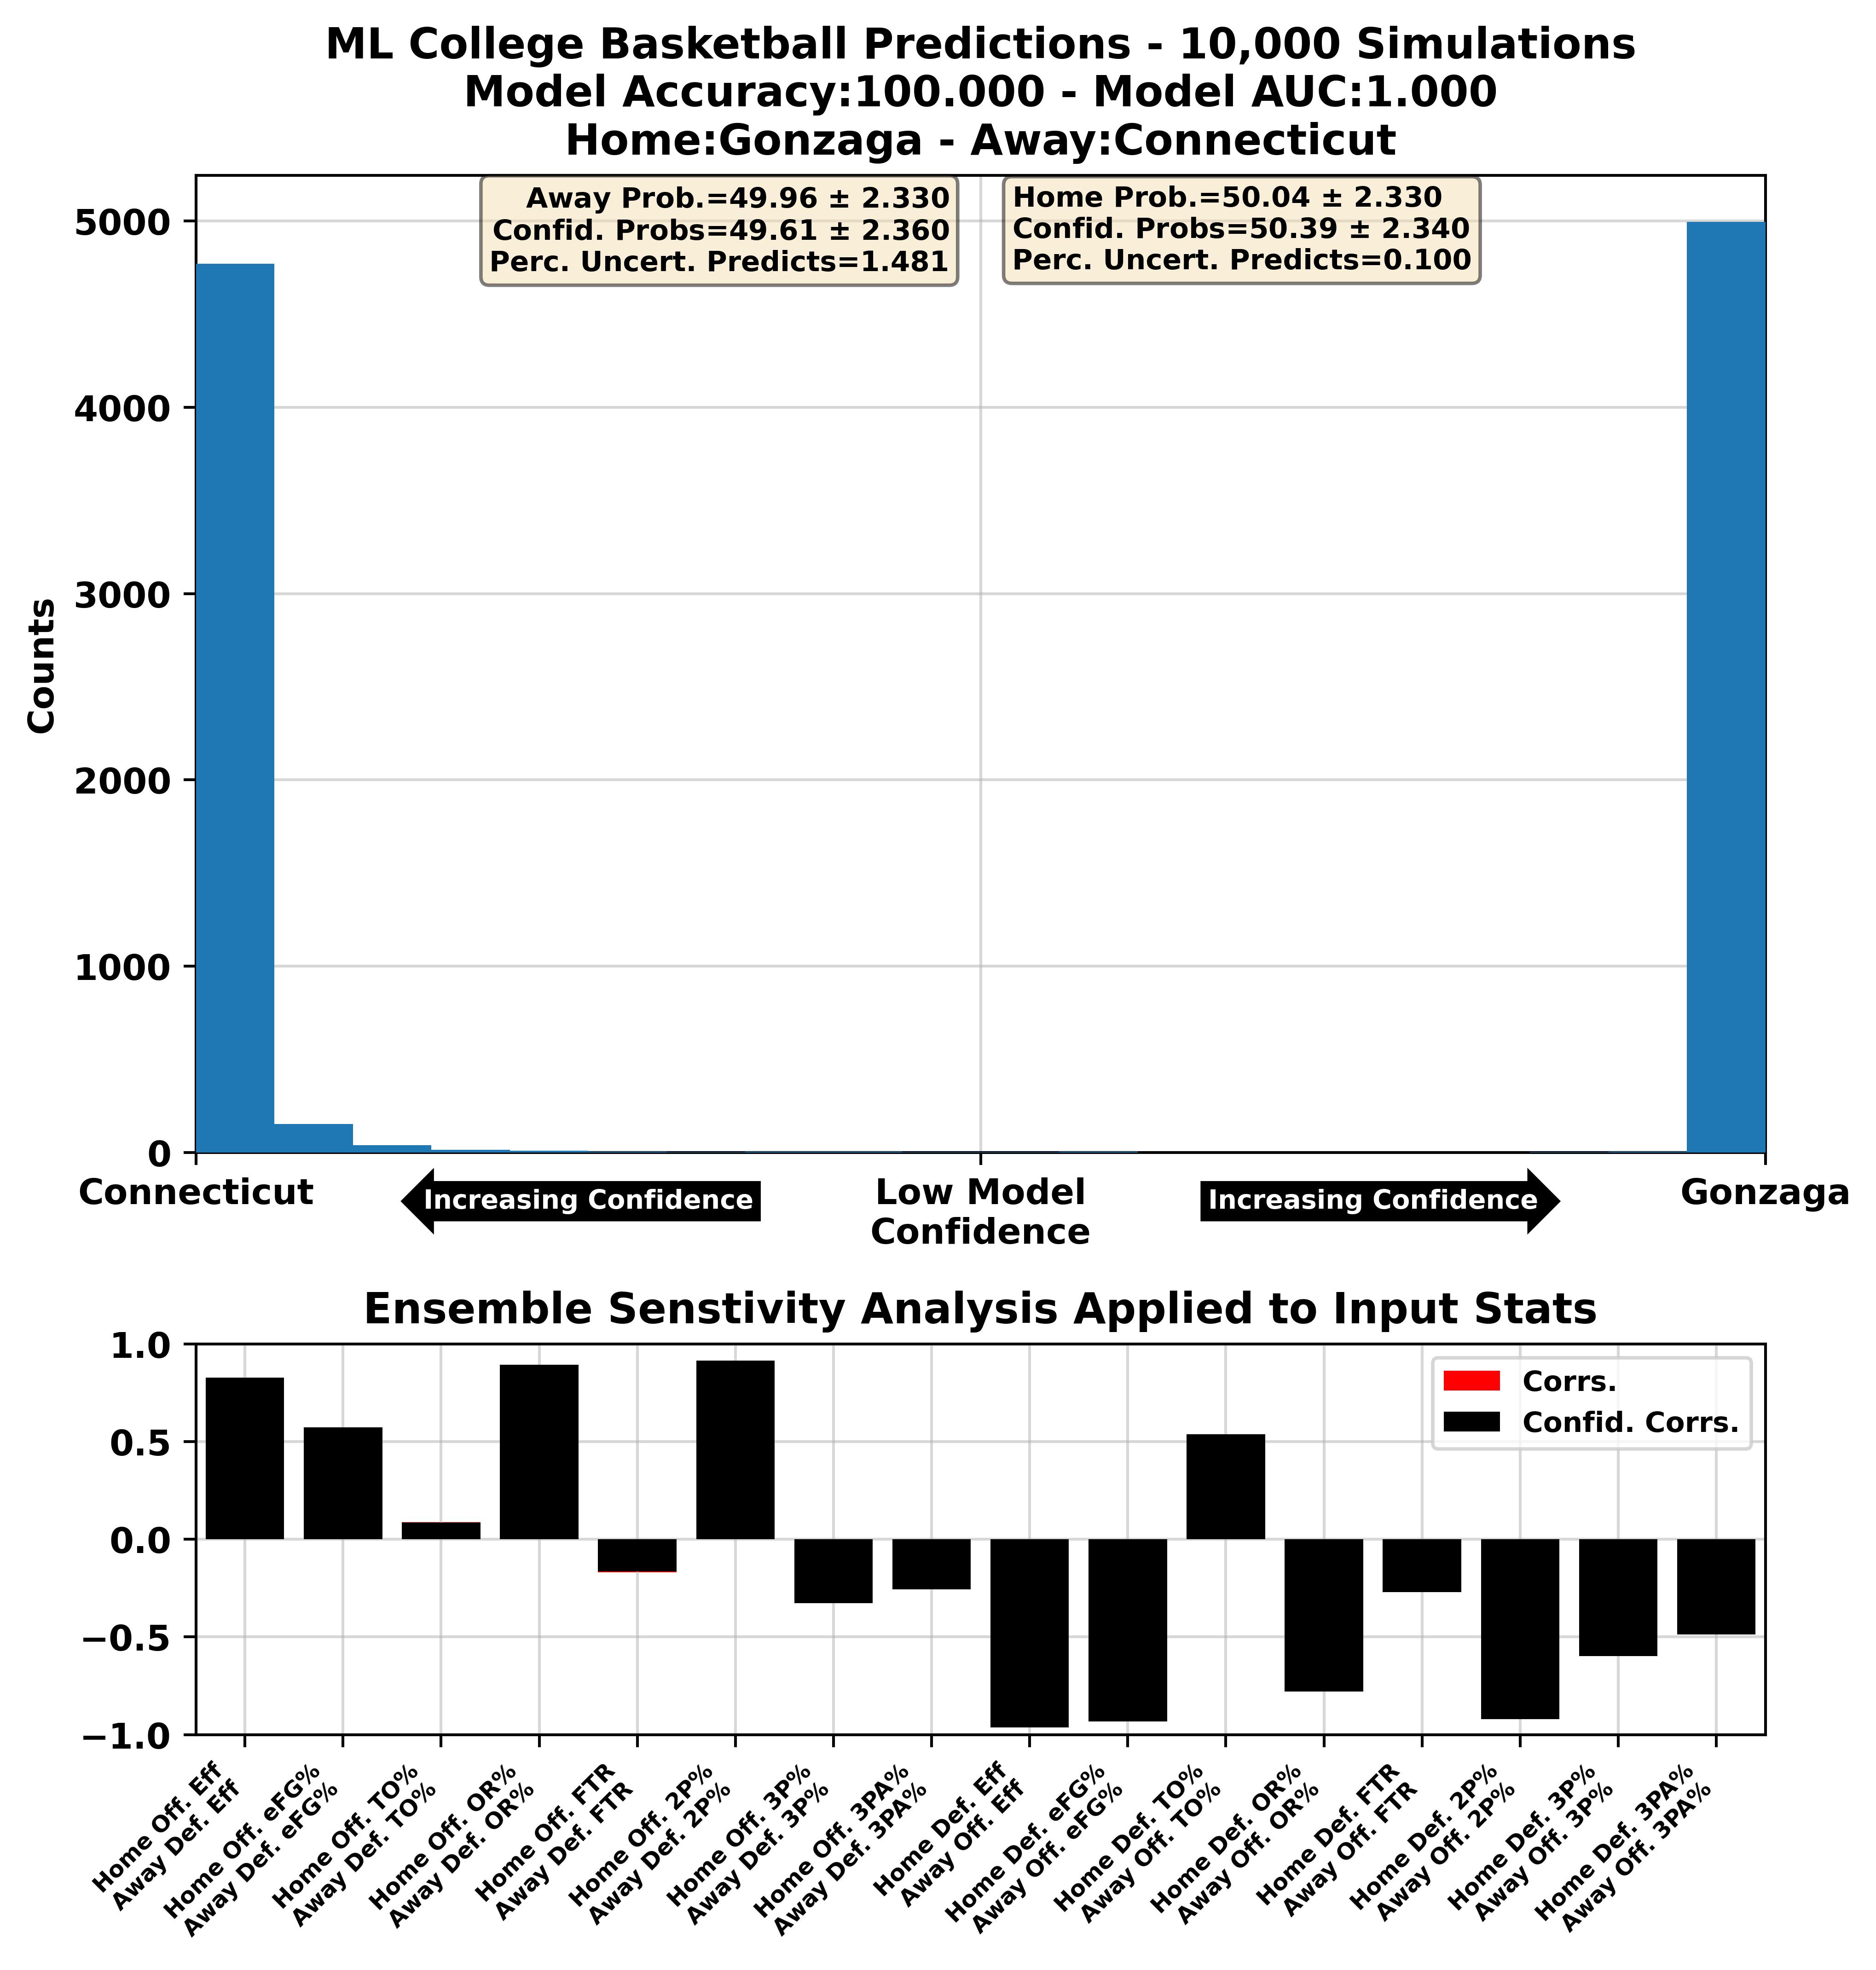 ML College Basketball Predictions - 10,000 Simulations
Model Accuracy:100.000 - Model AUC:1.000
Home:Gonzaga - Away:Connecticut
Away Prob.=49.96 ± 2.330
Confid. Probs=49.61 ± 2.360
Perc. Uncert. Predicts=1.481
Home Prob.=50.04 ± 2.330
Confid. Probs=50.39 ± 2.340
Perc. Uncert. Predicts=0.100
Counts
5000
4000
3000
2000
1000
0
Connecticut
Increasing Confidence
Low Model
Confidence
Increasing Confidence
Gonzaga
Ensemble Senstivity Analysis Applied to Input Stats
1.0
0.5
0.0
−0.5
−1.0
Corrs.
Confid. Corrs.
Home Off. Eff
Away Def. Eff
Home Off. eFG%
Away Def. eFG%
Home Off. TO%
Away Def. TO%
Home Off. OR%
Away Def. OR%
Home Off. FTR
Away Def. FTR
Home Off. 2P%
Away Def. 2P%
Home Off. 3P%
Away Def. 3P%
Home Off. 3PA%
Away Def. 3PA%
Home Def. Eff
Away Off. Eff
Home Def. eFG%
Away Off. eFG%
Home Def. TO%
Away Off. TO%
Home Def. OR%
Away Off. OR%
Home Def. FTR
Away Off. FTR
Home Def. 2P%
Away Off. 2P%
Home Def. 3P%
Away Off. 3P%
Home Def. 3PA%
Away Off. 3PA%